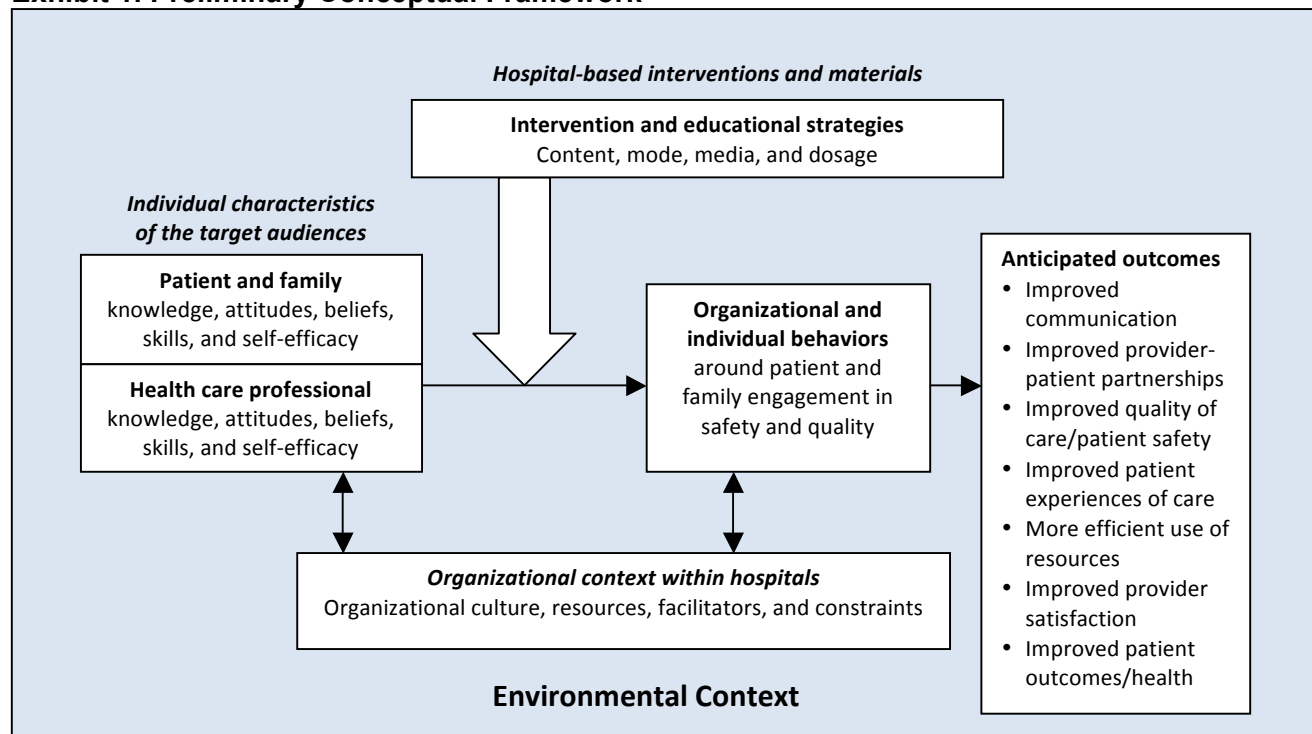 Exhibit 1. Preliminary Conceptual Framework
Hospital-based interventions and materials
Intervention and educational strategies
Content, mode, media, and dosage
Individual characteristics
of the target audiences
Patient and family
knowledge, attitudes, beliefs,
skills, and self-efficacy
Health care professional
knowledge, attitudes, beliefs,
skills, and self-efficacy
Organizational and
individual behaviors
around patient and
family engagement in
safety and quality
Anticipated outcomes
• Improved
communication
• Improved provider-
patient partnerships
• Improved quality of
care/patient safety
• Improved patient
experiences of care
• More efficient use of
resources
• Improved provider
satisfaction
• Improved patient
outcomes/health
Organizational context within hospitals
Organizational culture, resources, facilitators, and constraints
Environmental Context